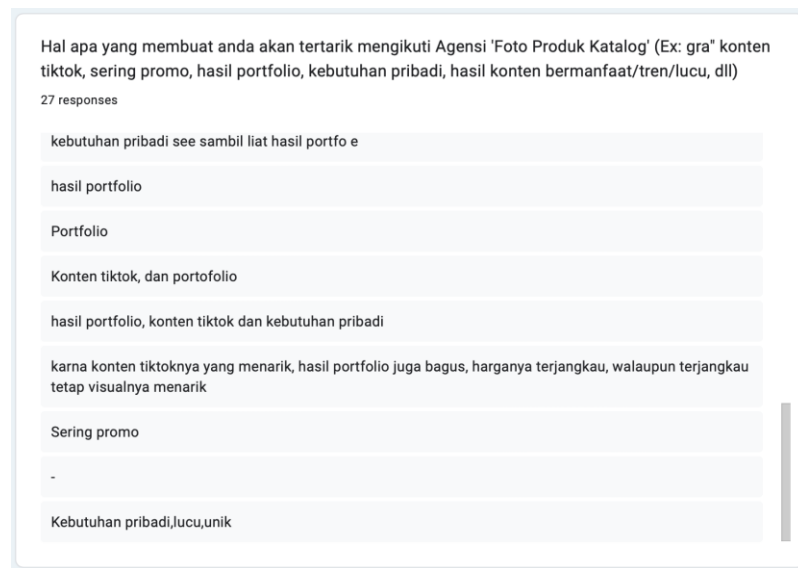 Hal apa yang membuat anda akan tertarik mengikuti Agensi 'Foto Produk Katalog' (Ex: gra" konten
tiktok, sering promo, hasil portfolio, kebutuhan pribadi, hasil konten bermanfaat/tren/lucu, dll)
27 responses
kebutuhan pribadi see sambil liat hasil portfo e
hasil portfolio
Portfolio
Konten tiktok, dan portofolio
hasil portfolio, konten tiktok dan kebutuhan pribadi
karna konten tiktoknya yang menarik, hasil portfolio juga bagus, harganya terjangkau, walaupun terjangkau
tetap visualnya menarik
Sering promo
-
Kebutuhan pribadi,lucu,unik